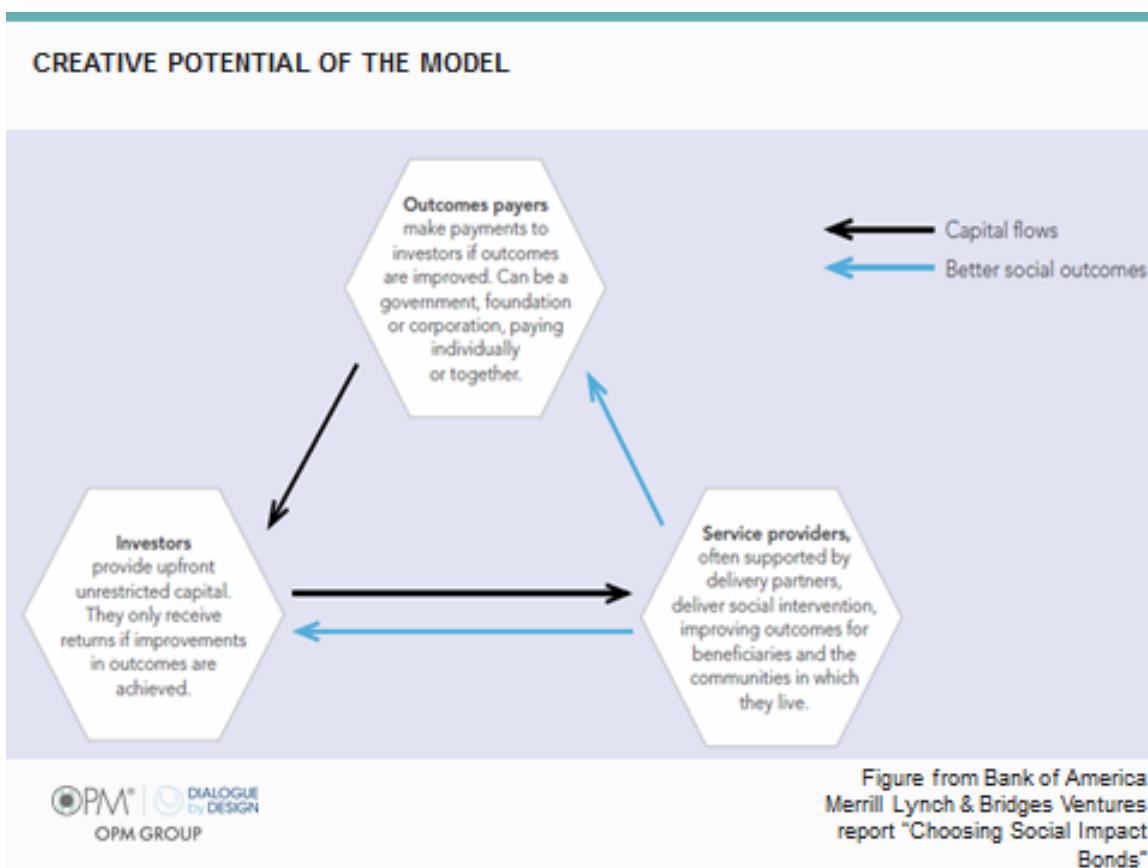 CREATIVE POTENTIAL OF THE MODEL
Outcomes payers
make payments to
investors if outcomes
are improved. Can be a
government, foundation
or corporation, paying
individually
or together.
Capital flows
Better social outcomes
Investors
provide upfront
unrestricted capital.
They only receive
returns if improvements
in outcomes are
achieved.
Service providers,
often supported by
delivery partners,
deliver social intervention,
improving outcomes for
beneficiaries and the
communities in which
they live.
OPM®
DIALOGUE
by DESIGN
OPM GROUP
Figure from Bank of America
Merrill Lynch & Bridges Ventures
report "Choosing Social Impact
Bonds"